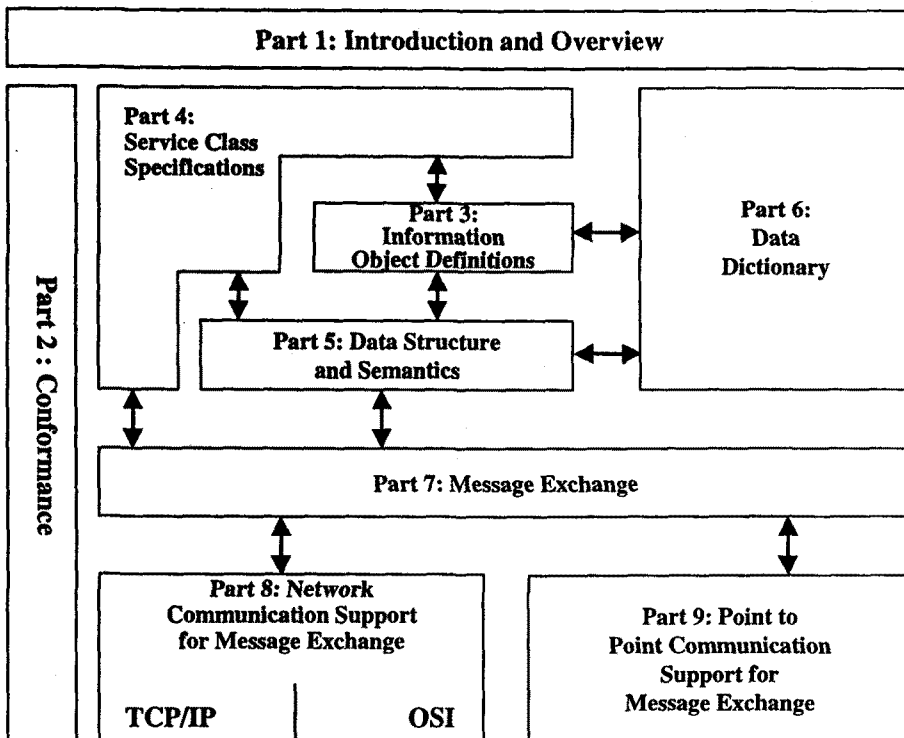 Part 1: Introduction and Overview
Part 2 : Conformance
Part 4:
Service Class
Specifications
Part 3:
Information
Object Definitions
Part 6:
Data
Dictionary
Part 5: Data Structure
and Semantics
Part 7: Message Exchange
Part 8: Network
Communication Support
for Message Exchange
TCP/IP
OSI
Part 9: Point to
Point Communication
Support for
Message Exchange